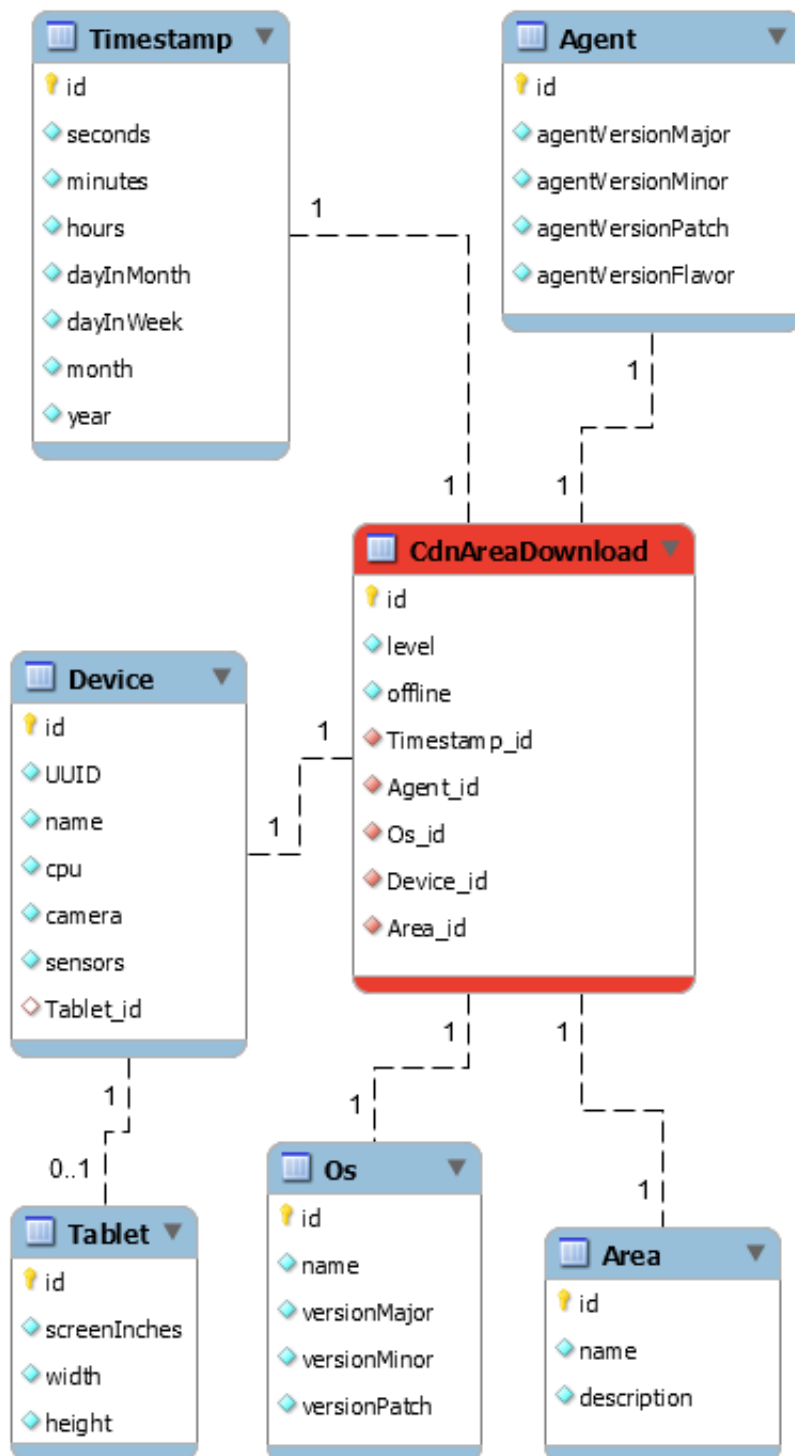 Timestamp
id
seconds
minutes
hours
dayInMonth
dayInWeek
month
year
Agent
id
agentVersionMajor
agentVersionMinor
agentVersionPatch
agentVersionFlavor
1
1
1
1
CdnAreaDownload
id
level
offline
Timestamp_id
Agent_id
Os_id
Device_id
Area_id
Device
id
UUID
name
cpu
camera
sensors
Tablet_id
1
1
1
0..1
1
1
1
1
Tablet
id
screenInches
width
height
Os
id
name
versionMajor
versionMinor
versionPatch
Area
id
name
description